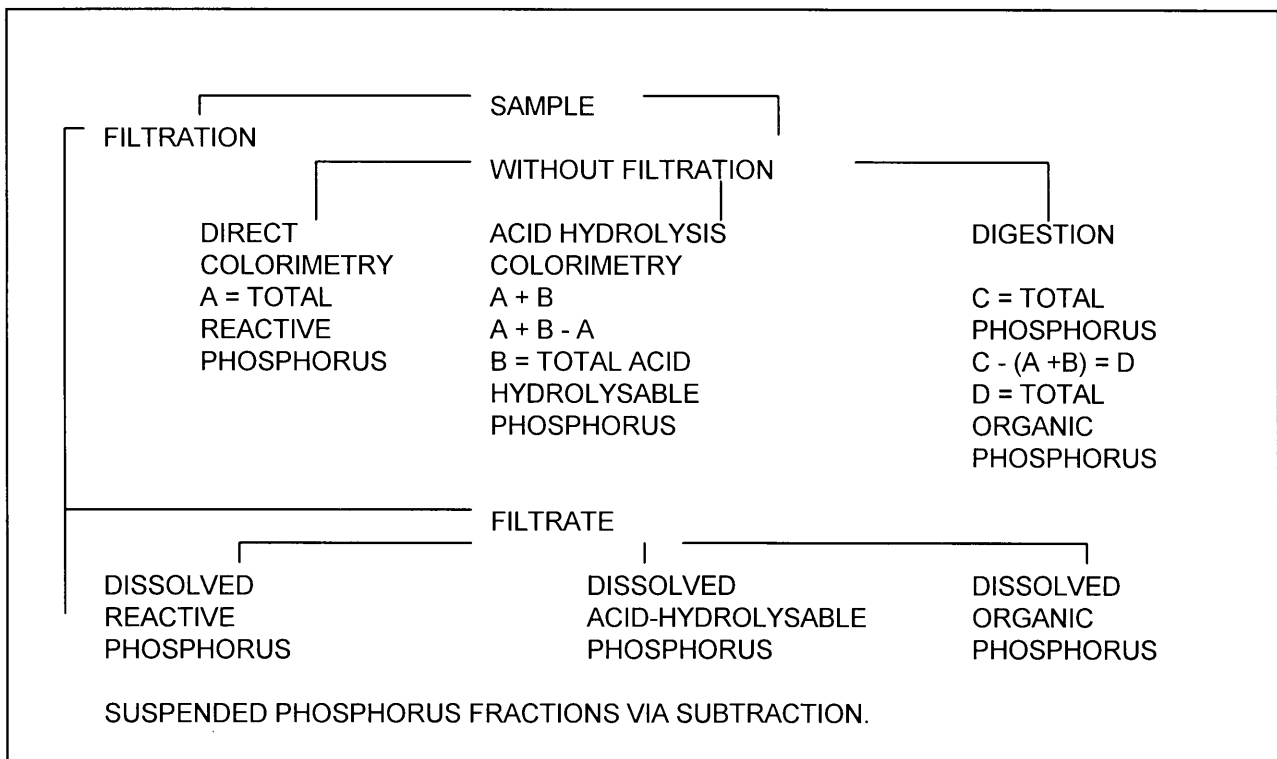 SAMPLE
FILTRATION
WITHOUT FILTRATION
DIRECT
COLORIMETRY
A = TOTAL
REACTIVE
PHOSPHORUS
ACID HYDROLYSIS
COLORIMETRY
A + B
A + B - A
B = TOTAL ACID
HYDROLYSABLE
PHOSPHORUS
DIGESTION
C = TOTAL
PHOSPHORUS
C - (A +B) = D
D = TOTAL
ORGANIC
PHOSPHORUS
FILTRATE
DISSOLVED
REACTIVE
PHOSPHORUS
DISSOLVED
ACID-HYDROLYSABLE
PHOSPHORUS
DISSOLVED
ORGANIC
PHOSPHORUS
SUSPENDED PHOSPHORUS FRACTIONS VIA SUBTRACTION.